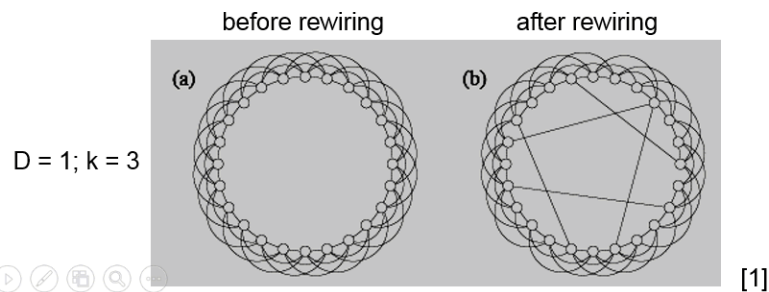 before rewiring
after rewiring
(a)
(b)
D = 1; k = 3
[1]